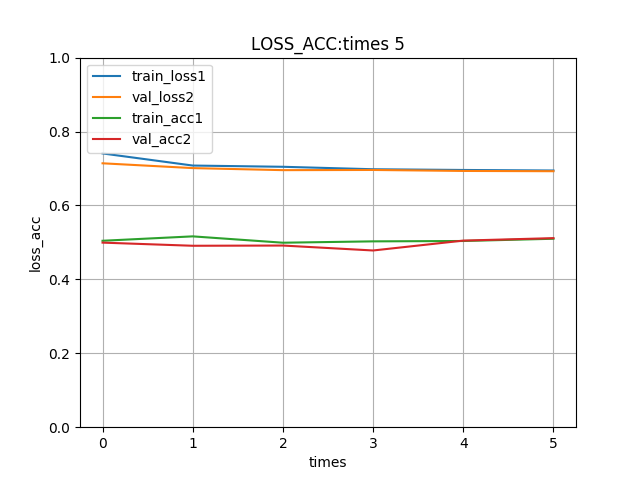 LOSS_ACC:times 5
1.0
0.8
0.6
0.4
0.2
0.0
loss_acc
train_loss1
val_loss2
train_acc1
val_acc2
0 1 2 3 4 5
times